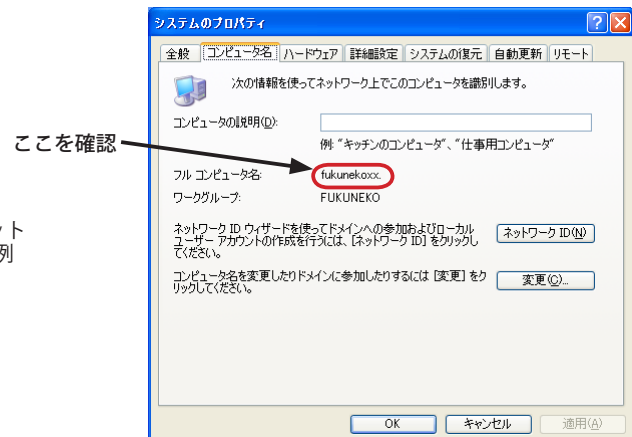 システムのプロパティ
全般 コンピュータ名 ハードウェア 詳細設定 システムの復元 自動更新 リモート
次の情報を使ってネットワーク上でこのコンピュータを識別します。
コンピュータの説明(D):
例: "キッチンのコンピュータ"、"仕事用コンピュータ"
ここを確認
フル コンピュータ名: fukunekoxx.
ワークグループ: FUKUNEKO
ット
例
ネットワーク ID ウィザードを使ってドメインへの参加およびローカル
ユーザー アカウントの作成を行うには、[ネットワーク ID] をクリックし
てください。
ネットワーク ID(N)
コンピュータ名を変更したりドメインに参加したりするには [変更] をク
リックしてください。
変更(C)...
OK キャンセル 適用(A)